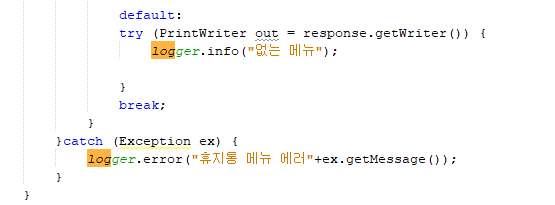 default:
try (PrintWriter out = response.getWriter()) {
logger.info("없는 메뉴");
}
break;
}
}catch (Exception ex) {
logger.error("휴지통 메뉴 에러"+ex.getMessage());
}
}